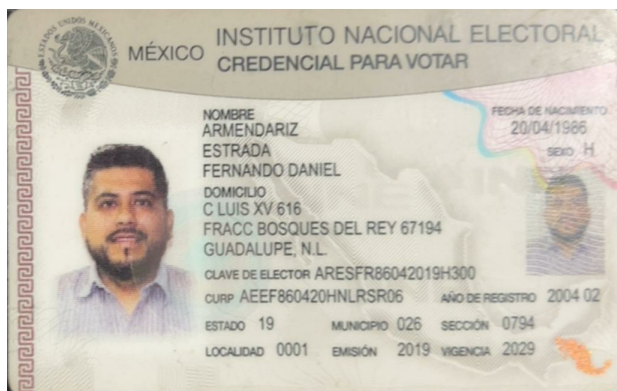 ESTADOS UNIDOS MEXICANOS
MÉXICO
INSTITUTO NACIONAL ELECTORAL
CREDENCIAL PARA VOTAR
NOMBRE
ARMENDARIZ
ESTRADA
FERNANDO DANIEL
FECHA DE NACIMIENTO
20/04/1986
SEXO H
DOMICILIO
C LUIS XV 616
FRACC BOSQUES DEL REY 67194
GUADALUPE, N.L.
CLAVE DE ELECTOR ARESFR86042019H300
CURP AEEF860420HNLRSR06 AÑO DE REGISTRO 2004 02
ESTADO 19 MUNICIPIO 026 SECCIÓN 0794
LOCALIDAD 0001 EMISIÓN 2019 VIGENCIA 2029